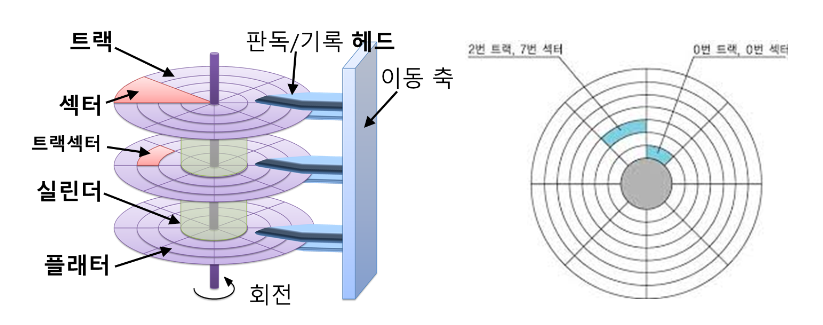 트랙
판독/기록 헤드
이동 축
섹터
트랙섹터
실린더
플래터
회전
2번 트랙, 7번 섹터
0번 트랙, 0번 섹터